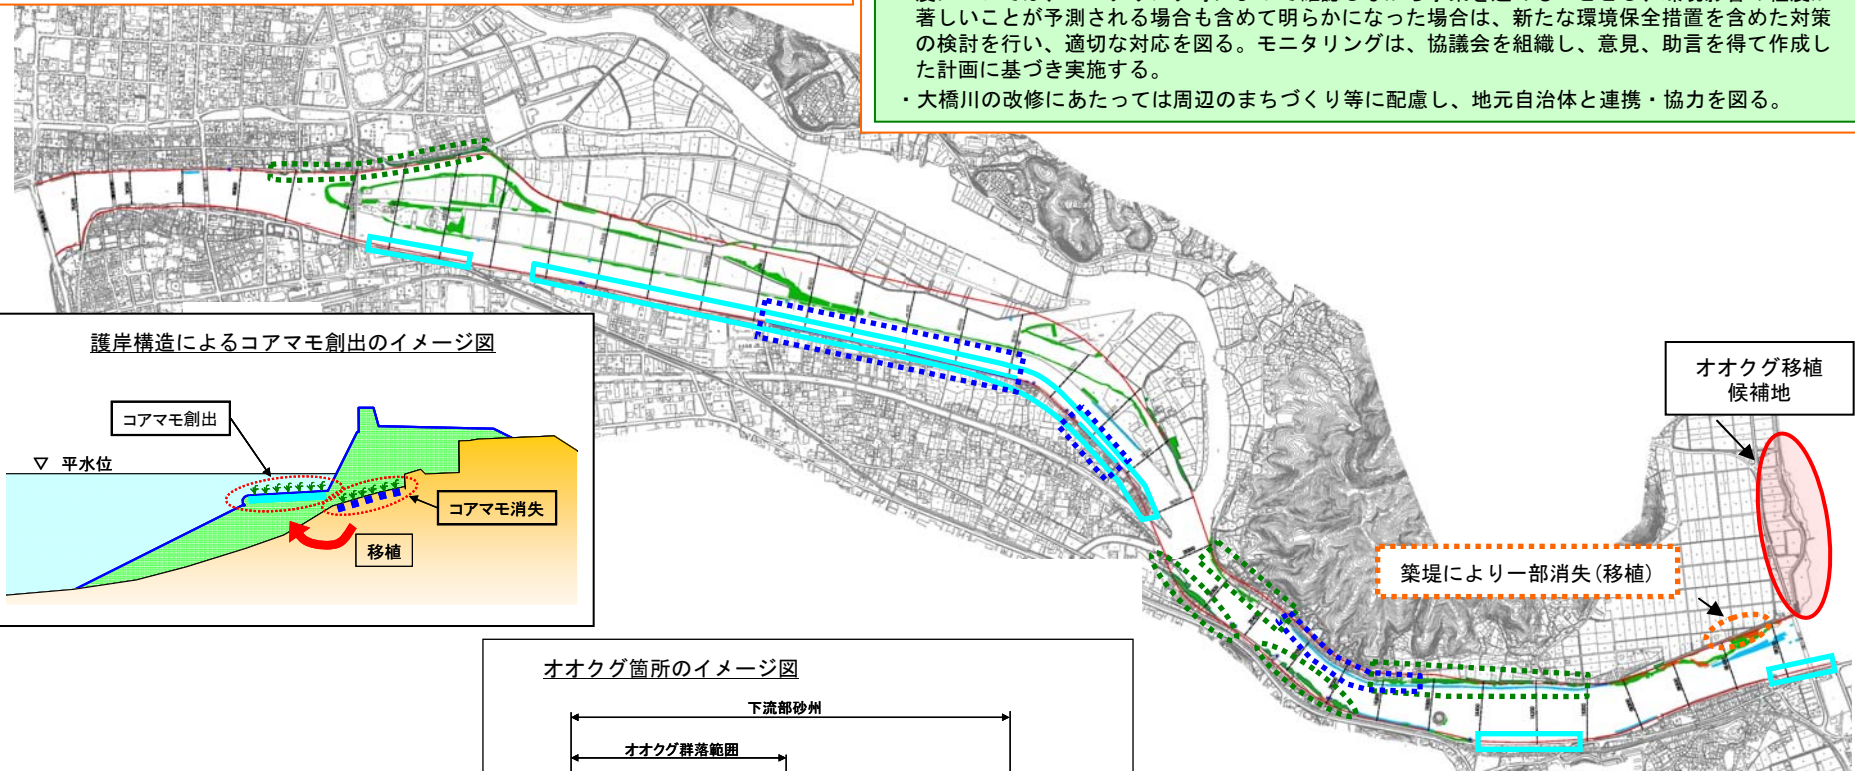 著しいことが予測される場合も含めて明らかになった場合は、新たな環境保全措置を含めた対策
の検討を行い、適切な対応を図る。モニタリングは、協議会を組織し、意見、助言を得て作成し
た計画に基づき実施する。
・大橋川の改修にあたっては周辺のまちづくり等に配慮し、地元自治体と連携・協力を図る。
護岸構造によるコアマモ創出のイメージ図
コアマモ創出
▽ 平水位
コアマモ消失
移植
オオクグ移植
候補地
築堤により一部消失(移植)
オオクグ箇所のイメージ図
下流部砂州
オオクグ群落範囲